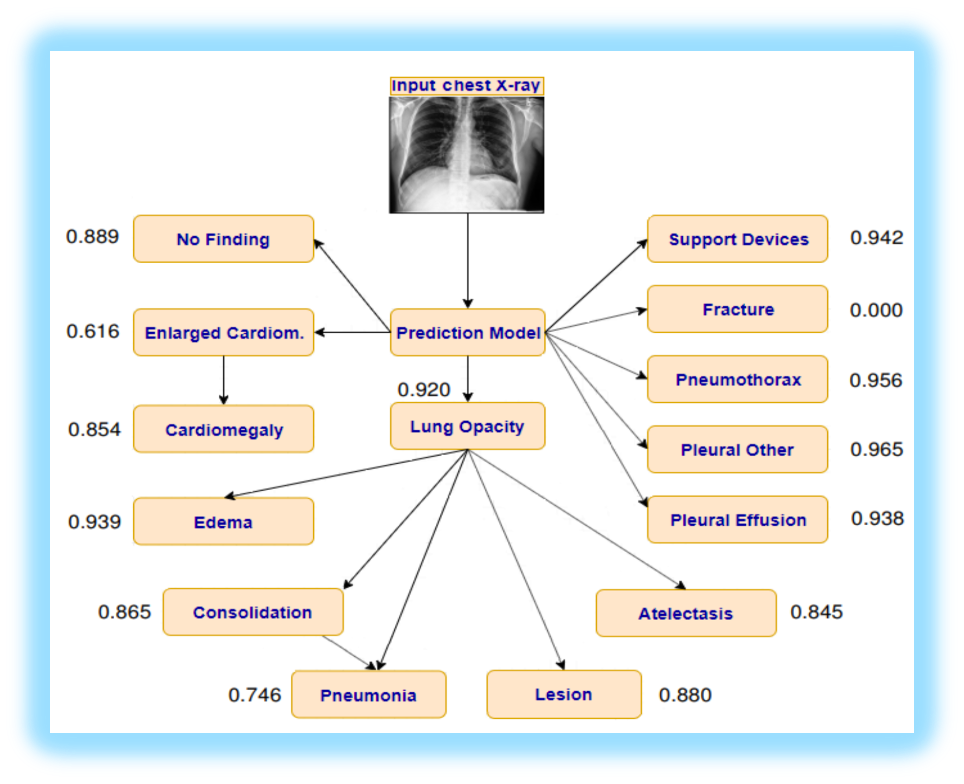 Input chest X-ray
0.889 No Finding
Support Devices 0.942
Fracture 0.000
0.616 Enlarged Cardiom.
Prediction Model
Pneumothorax 0.956
0.920
0.854 Cardiomegaly
Lung Opacity
Pleural Other 0.965
0.939 Edema
Pleural Effusion 0.938
0.865 Consolidation
Atelectasis 0.845
0.746 Pneumonia
Lesion 0.880